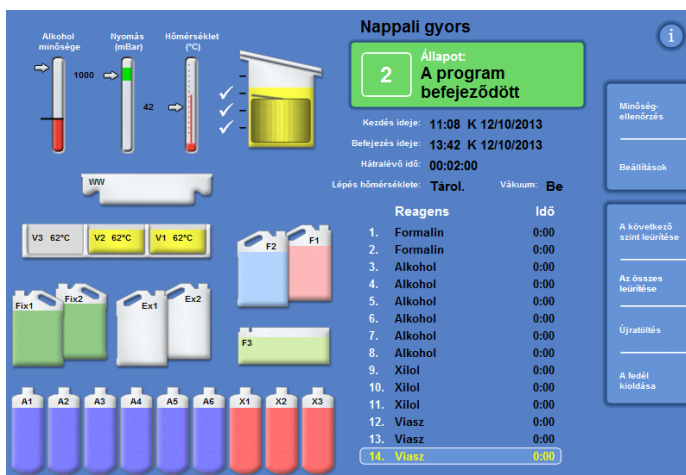 Nappali gyors
i
Alkohol
minősége
Nyomás
(mBar)
Hőmérséklet
(°C)
1000
42
2
Állapot:
A program
befejeződött
Kezdés ideje: 11:08 K 12/10/2013
Befejezés ideje: 13:42 K 12/10/2013
Hátralévő idő: 00:02:00
Lépés hőmérséklete: Tárol. Vákuum: Be
Minőség-
ellenőrzés
Beállítások
WW
V3 62°C
V2 62°C
V1 62°C
F2
F1
Fix1
Fix2
Ex1
Ex2
F3
A1
A2
A3
A4
A5
A6
X1
X2
X3
Reagens Idő
1. Formalin 0:00
2. Formalin 0:00
3. Alkohol 0:00
4. Alkohol 0:00
5. Alkohol 0:00
6. Alkohol 0:00
7. Alkohol 0:00
8. Alkohol 0:00
9. Xilol 0:00
10. Xilol 0:00
11. Xilol 0:00
12. Viasz 0:00
13. Viasz 0:00
14. Viasz 0:00
A következő
szint leürítése
Az összes
leürítése
Újratöltés
A fedél
kioldása